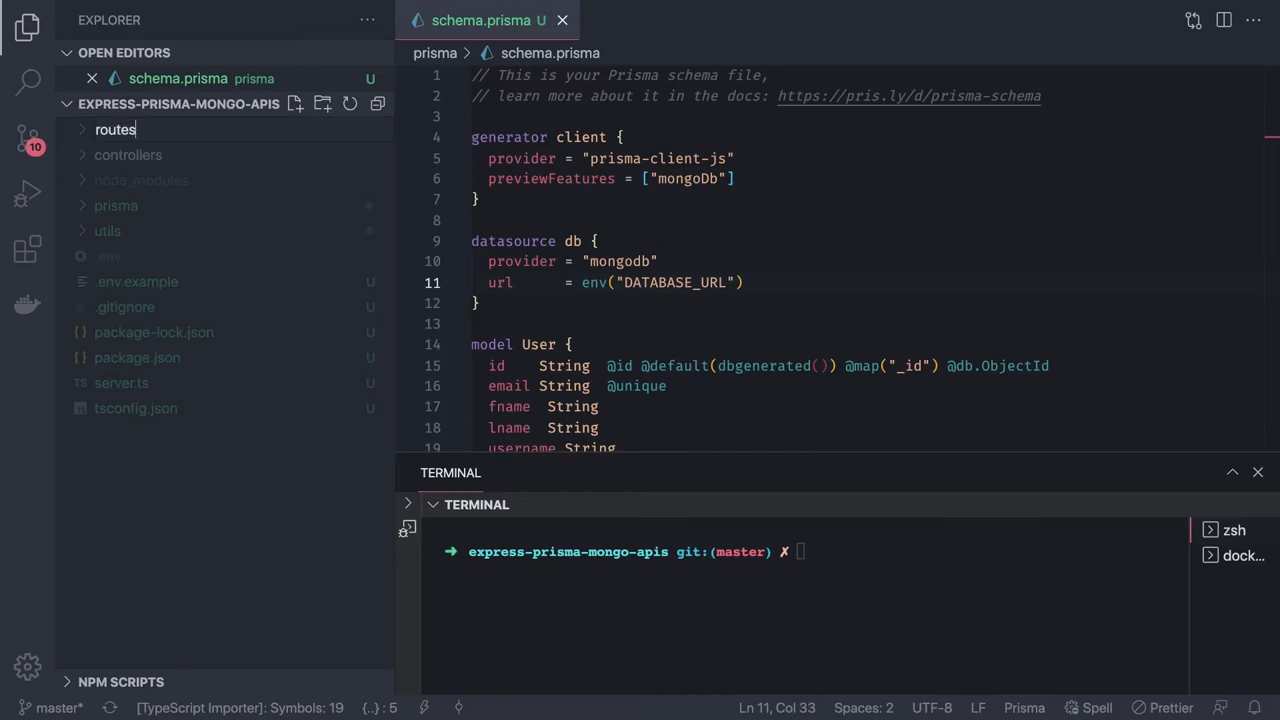 EXPLORER
schema.prisma U
OPEN EDITORS
schema.prisma prisma U
EXPRESS-PRISMA-MONGO-APIS
routes
controllers
node_modules
prisma
utils
.env
.env.example U
.gitignore U
package-lock.json U
package.json U
server.ts U
tsconfig.json U
NPM SCRIPTS
10
prisma > schema.prisma
1 // This is your Prisma schema file,
2 // learn more about it in the docs: https://pris.ly/d/prisma-schema
3
4 generator client {
5 provider = "prisma-client-js"
6 previewFeatures = ["mongoDb"]
7 }
8
9 datasource db {
10 provider = "mongodb"
11 url = env("DATABASE_URL")
12 }
13
14 model User {
15 id String @id @default(dbgenerated()) @map("_id") @db.ObjectId
16 email String @unique
17 fname String
18 lname String
19 username String
TERMINAL
TERMINAL
➜ express-prisma-mongo-apis git:(master) ✗
zsh
dock...
master* [TypeScript Importer]: Symbols: 19 {..} : 5 Ln 11, Col 33 Spaces: 2 UTF-8 LF Prisma Spell Prettier